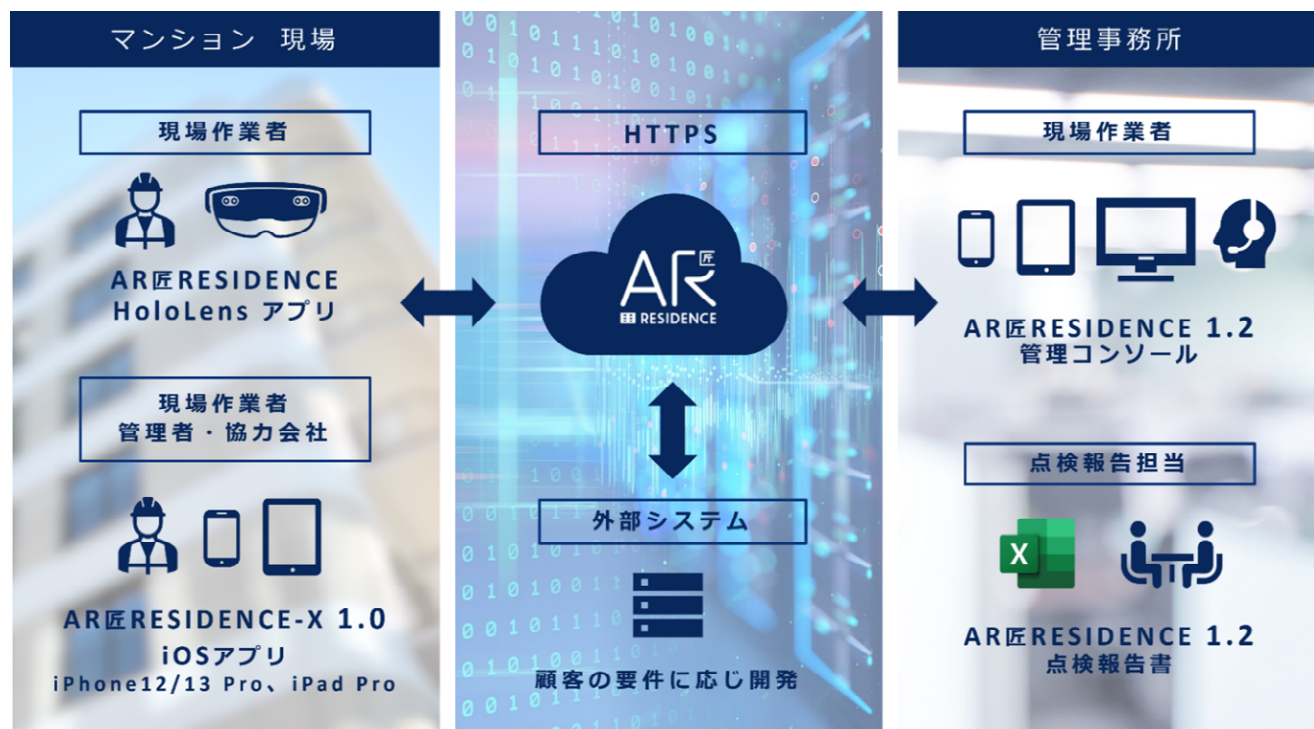 マンション 現場
現場作業者
AR匠RESIDENCE
HoloLens アプリ
現場作業者
管理者・協力会社
AR匠RESIDENCE-X 1.0
iOSアプリ
iPhone12/13 Pro、iPad Pro
HTTPS
AR匠
RESIDENCE
外部システム
顧客の要件に応じ開発
管理事務所
現場作業者
AR匠RESIDENCE 1.2
管理コンソール
点検報告担当
X
AR匠RESIDENCE 1.2
点検報告書